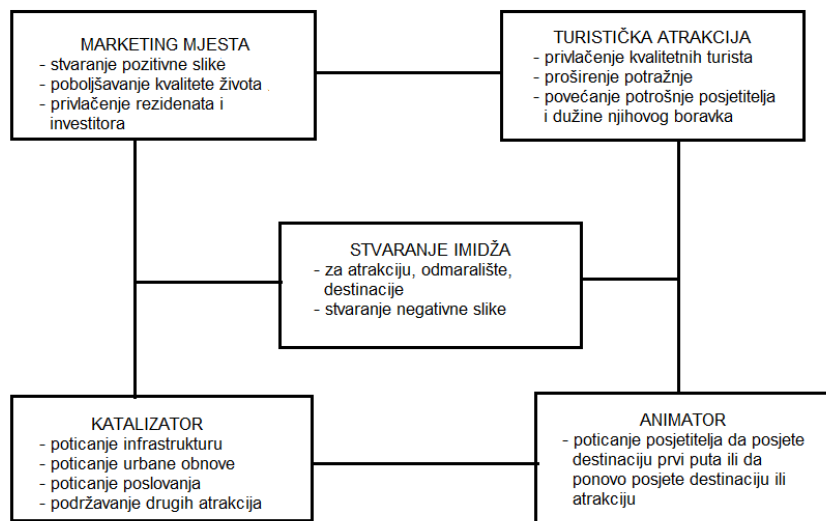 MARKETING MJESTA
- stvaranje pozitivne slike
- poboljšavanje kvalitete života
- privlačenje rezidenata i
investitora
TURISTIČKA ATRAKCIJA
- privlačenje kvalitetnih turista
- proširenje potražnje
- povećanje potrošnje posjetitelja
i dužine njihovog boravka
STVARANJE IMIDŽA
- za atrakciju, odmaralište,
destinacije
- stvaranje negativne slike
KATALIZATOR
- poticanje infrastrukturu
- poticanje urbane obnove
- poticanje poslovanja
- podržavanje drugih atrakcija
ANIMATOR
- poticanje posjetitelja da posjete
destinaciju prvi puta ili da
ponovo posjete destinaciju ili
atrakciju